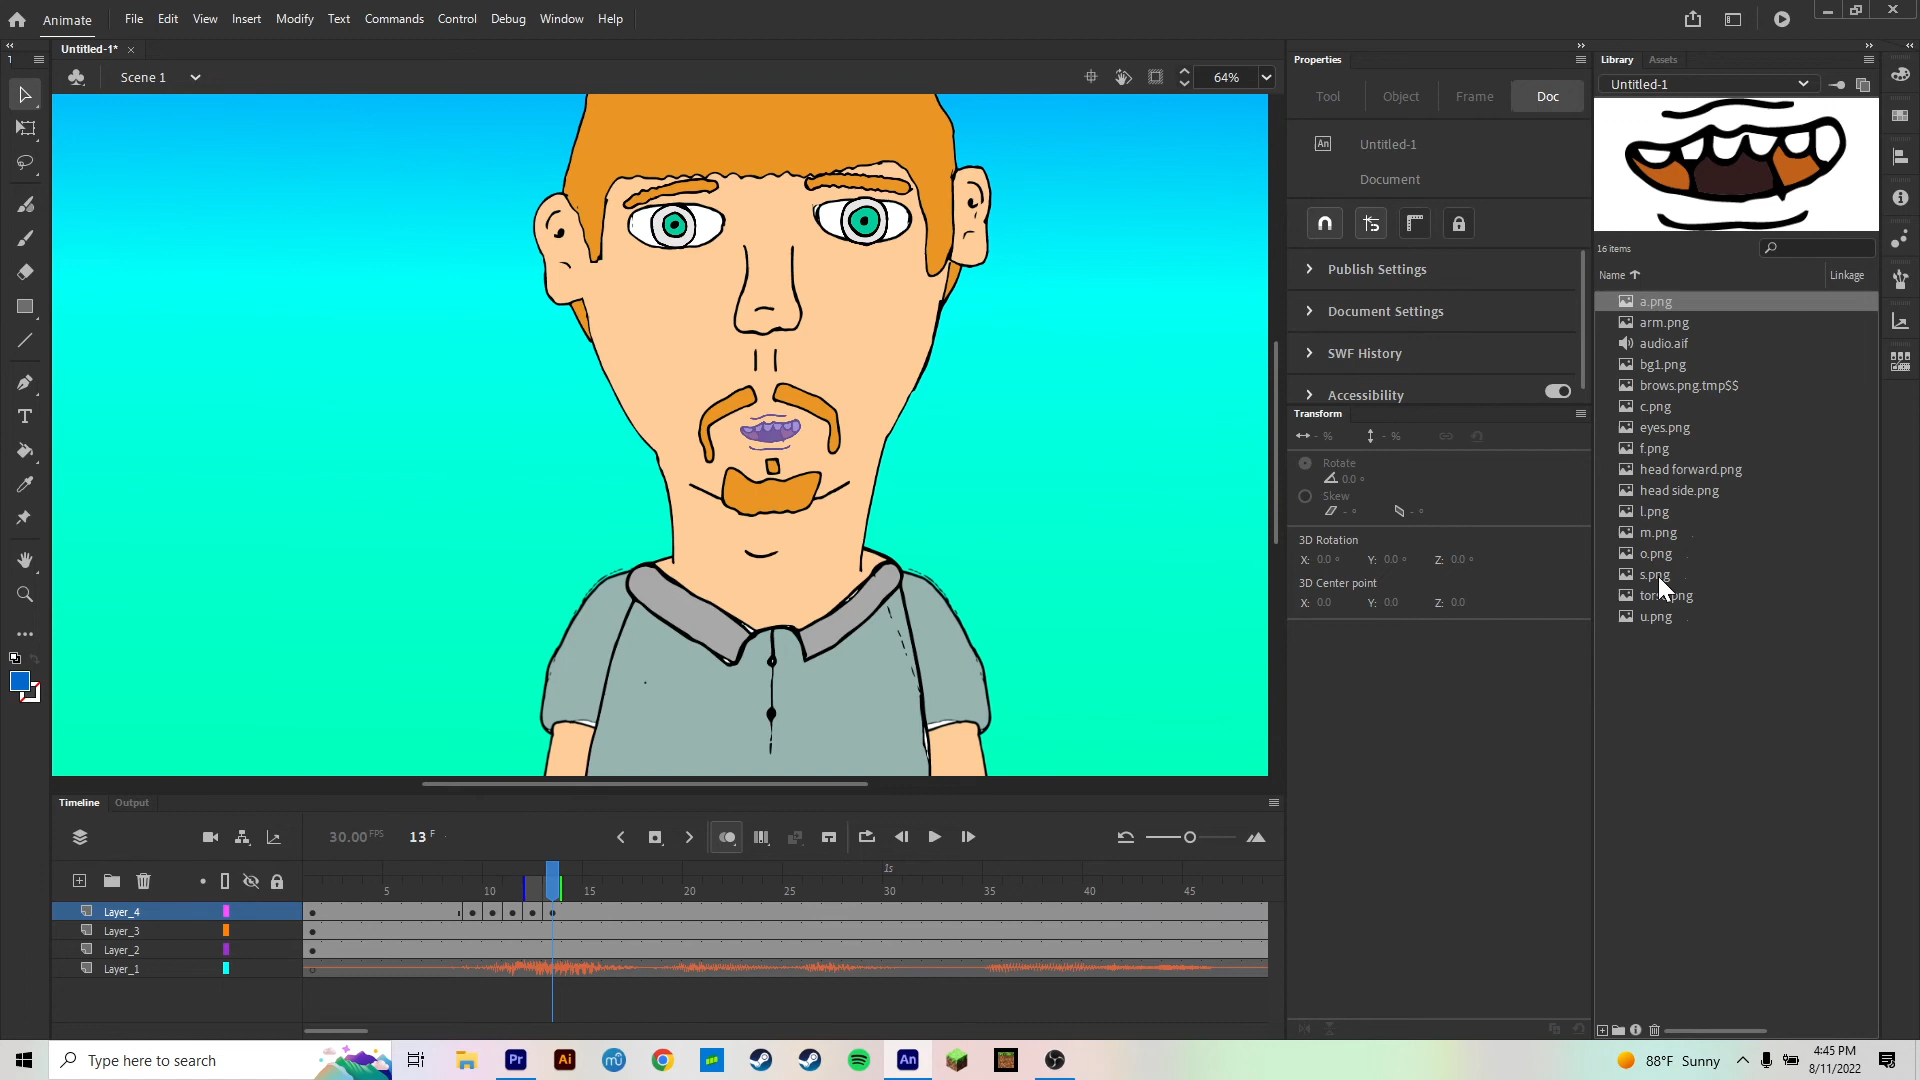 Animate File Edit View Insert Modify Text Commands Control Debug Window Help
Untitled-1*
Scene 1
64%
Properties
Tool Object Frame Doc
An Untitled-1
Document
Publish Settings
Document Settings
SWF History
Accessibility
Transform
- % - %
Rotate
0.0 °
Skew
- ° - °
3D Rotation
X: 0.0 ° Y: 0.0 ° Z: 0.0 °
3D Center point
X: 0.0 Y: 0.0 Z: 0.0
Library Assets
Untitled-1
16 items
Name Linkage
a.png
arm.png
audio.aif
bg1.png
brows.png.tmp$$
c.png
eyes.png
f.png
head forward.png
head side.png
l.png
m.png
o.png
s.png
u.png
Timeline Output
30.00 FPS 13 F
1s
5 10 15 20 25 30 35 40 45
Layer_4
Layer_3
Layer_2
Layer_1
Type here to search
Pr Ai mu An
88°F Sunny
4:45 PM
8/11/2022